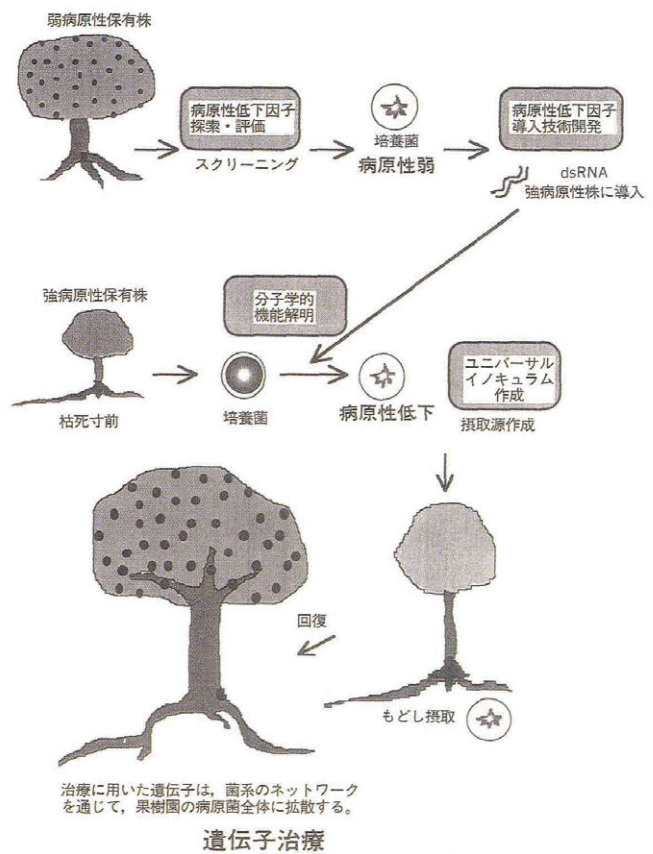 弱病原性保有株
病原性低下因子
探索・評価
スクリーニング
培養菌
病原性弱
病原性低下因子
導入技術開発
dsRNA
強病原性株に導入
強病原性保有株
枯死寸前
分子学的
機能解明
培養菌
病原性低下
ユニバーサル
イノキュラム
作成
摂取源作成
回復
もどし摂取
治療に用いた遺伝子は，菌系のネットワーク
を通じて，果樹園の病原菌全体に拡散する。
遺伝子治療